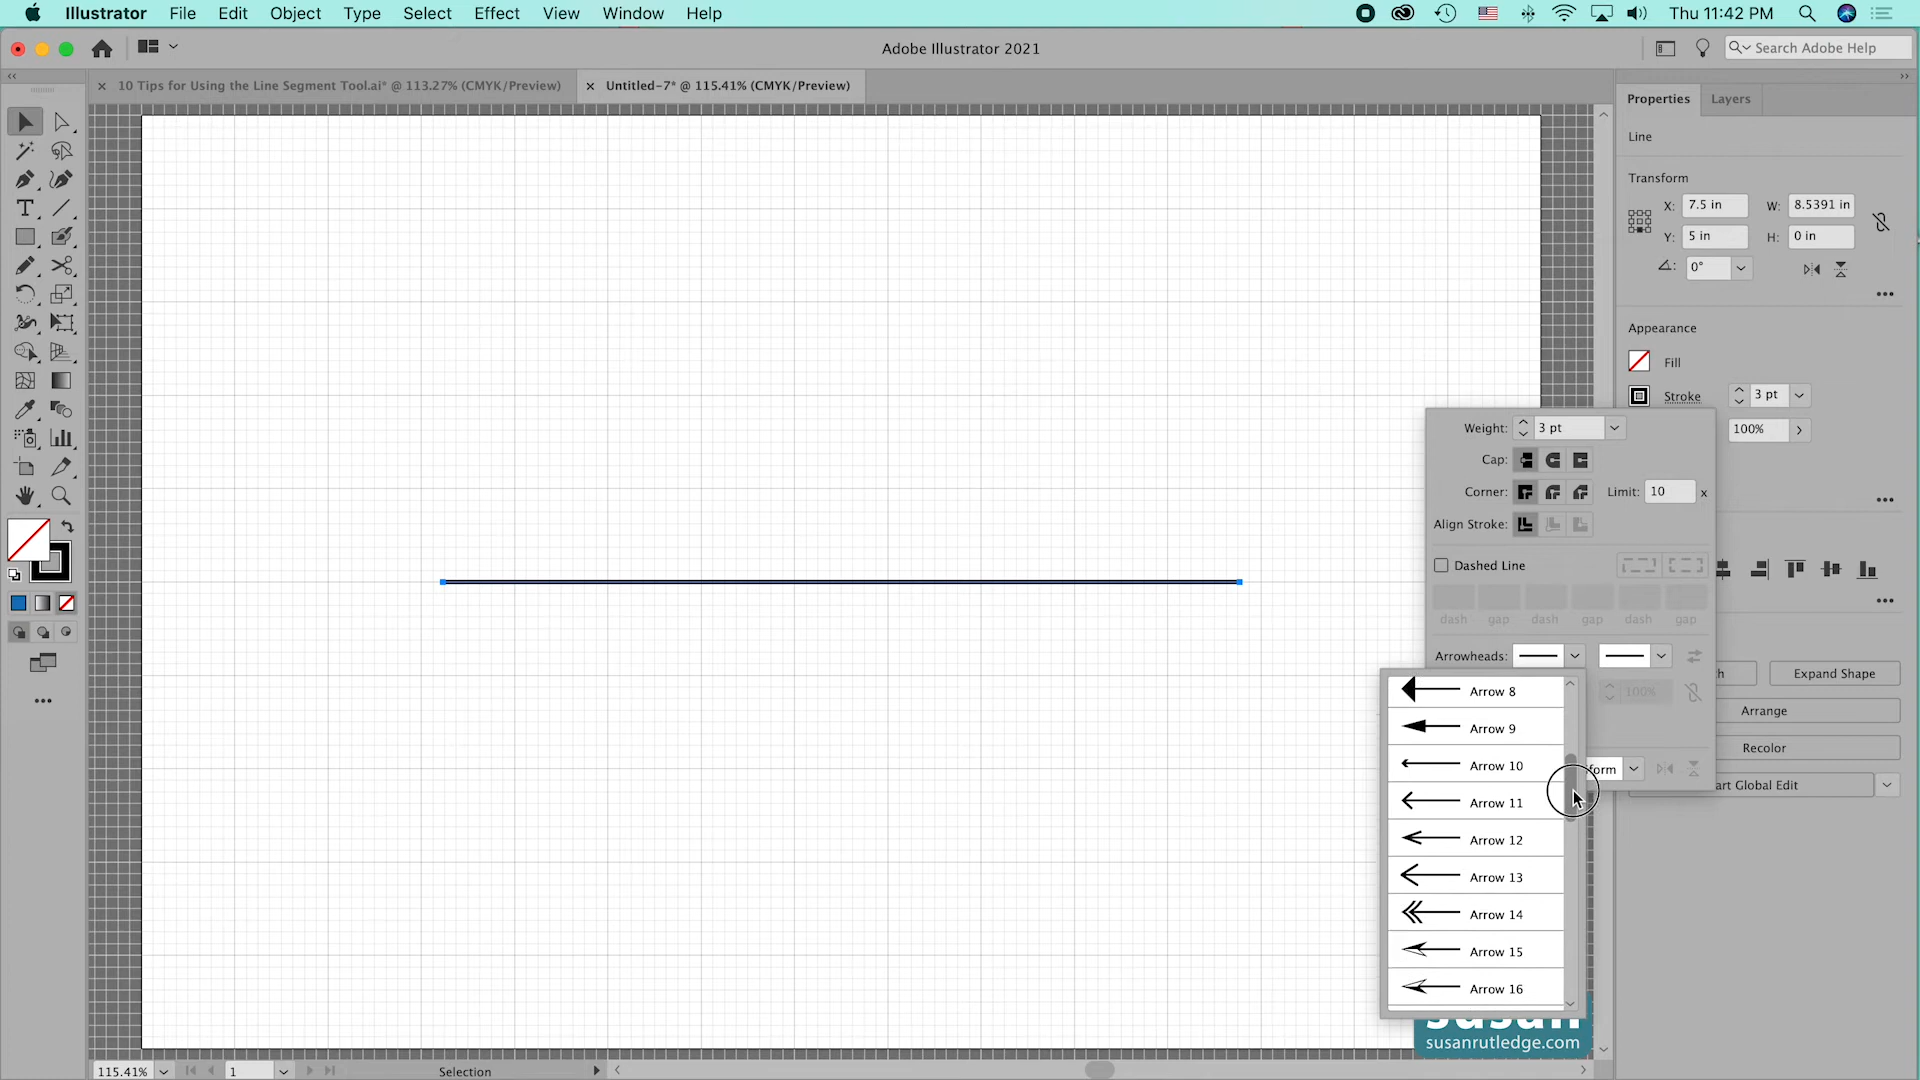 Illustrator File Edit Object Type Select Effect View Window Help Thu 11:42 PM
Adobe Illustrator 2021
Search Adobe Help
10 Tips for Using the Line Segment Tool.ai* @ 113.27% (CMYK/Preview)
Untitled-7* @ 115.41% (CMYK/Preview)
Properties Layers
Line
Transform
X: 7.5 in W: 8.5391 in
Y: 5 in H: 0 in
0°
Appearance
Fill
Stroke 3 pt
100%
Weight: 3 pt
Cap:
Corner: Limit: 10 x
Align Stroke:
Dashed Line
dash gap dash gap dash gap
Arrowheads:
100%
Expand Shape
Arrange
Recolor
form
art Global Edit
Arrow 8
Arrow 9
Arrow 10
Arrow 11
Arrow 12
Arrow 13
Arrow 14
Arrow 15
Arrow 16
susan
susanrutledge.com
115.41% 1 Selection